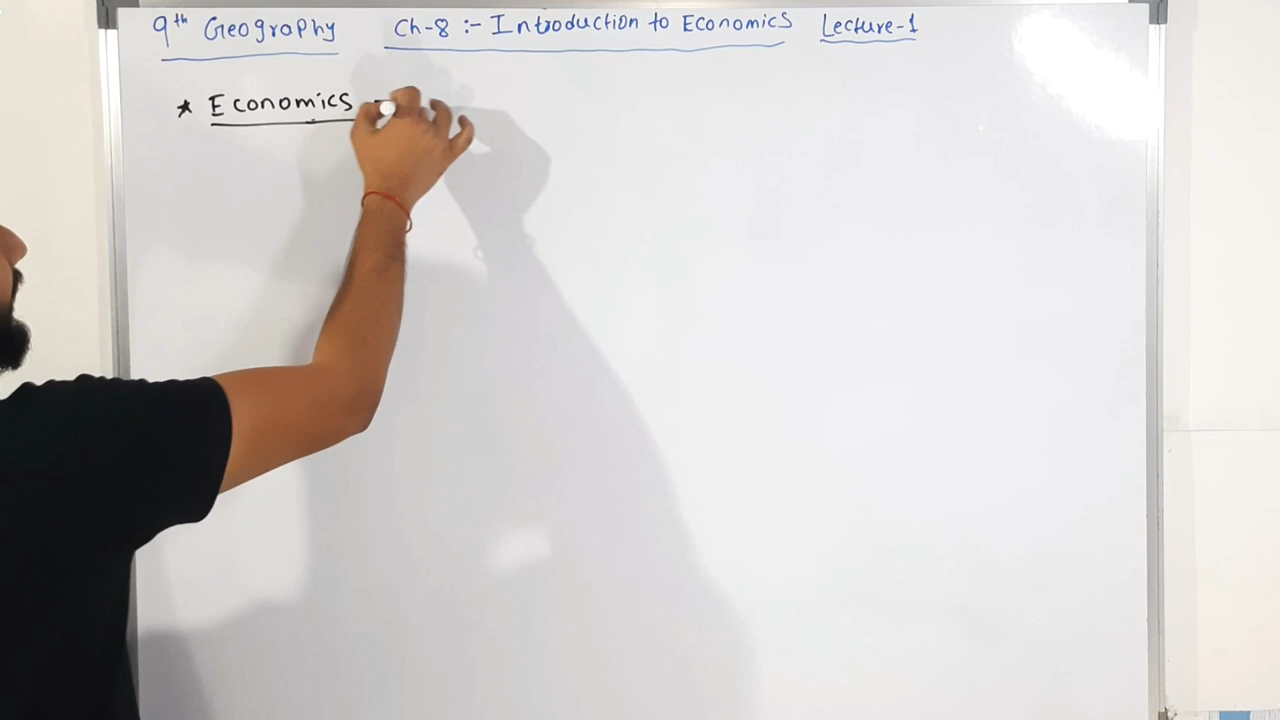 9th Geography Ch-8 :- Introduction to Economics Lecture-1
★ Economics -